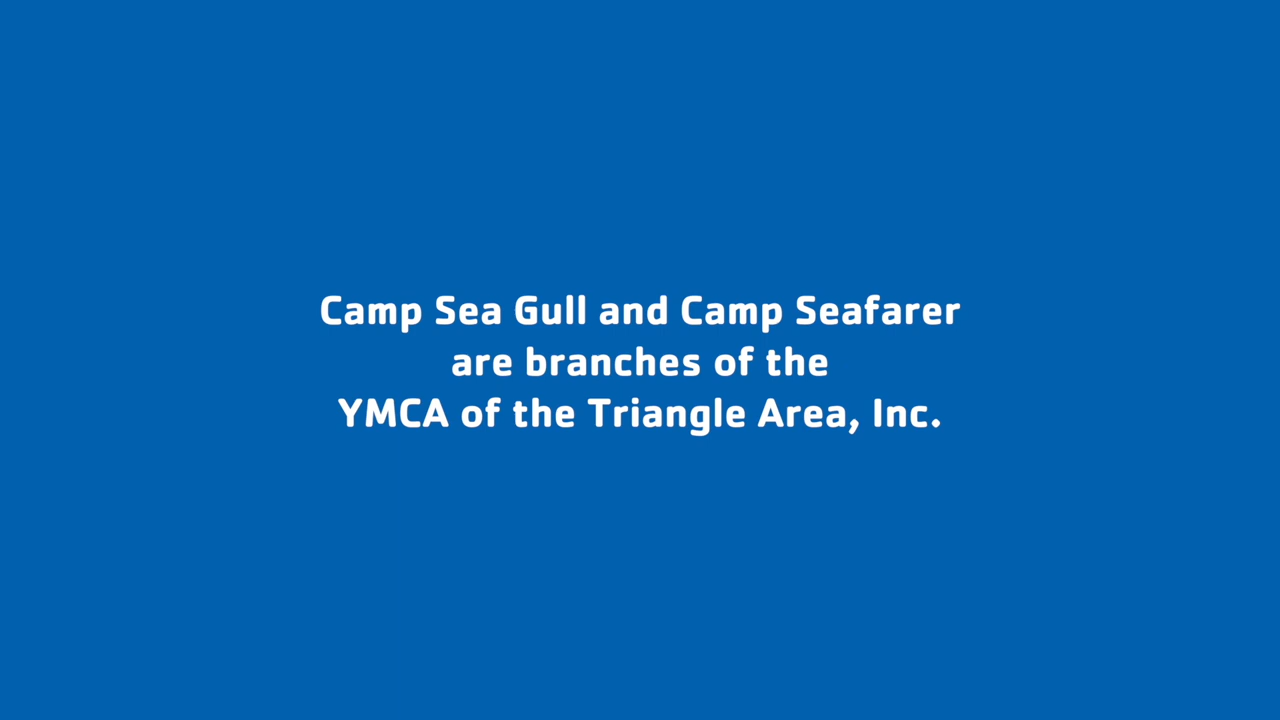 Camp Sea Gull and Camp Seafarer
are branches of the
YMCA of the Triangle Area, Inc.